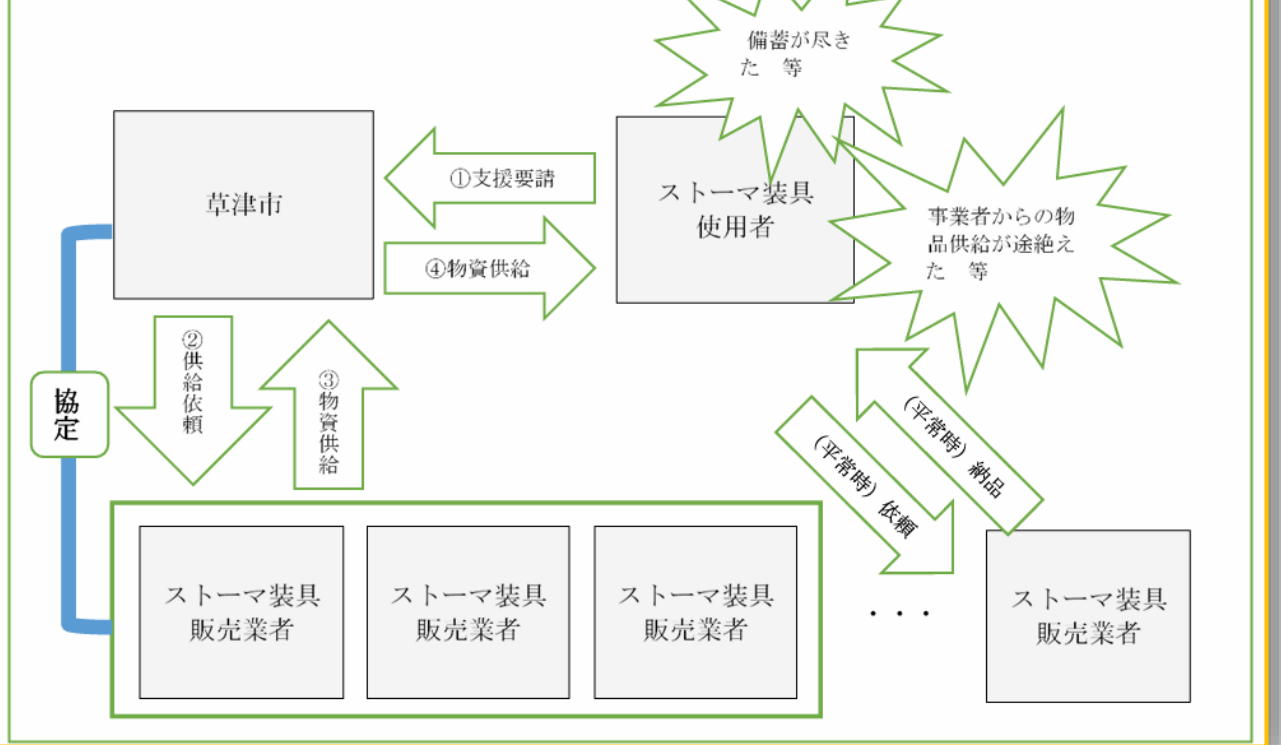 備蓄が尽き
た　等
草津市
①支援要請
ストーマ装具
使用者
事業者からの物
品供給が途絶え
た　等
④物資供給
②供給依頼
③物資供給
協定
（平常時）納品
（平常時）依頼
ストーマ装具
販売業者
ストーマ装具
販売業者
ストーマ装具
販売業者
・・・
ストーマ装具
販売業者